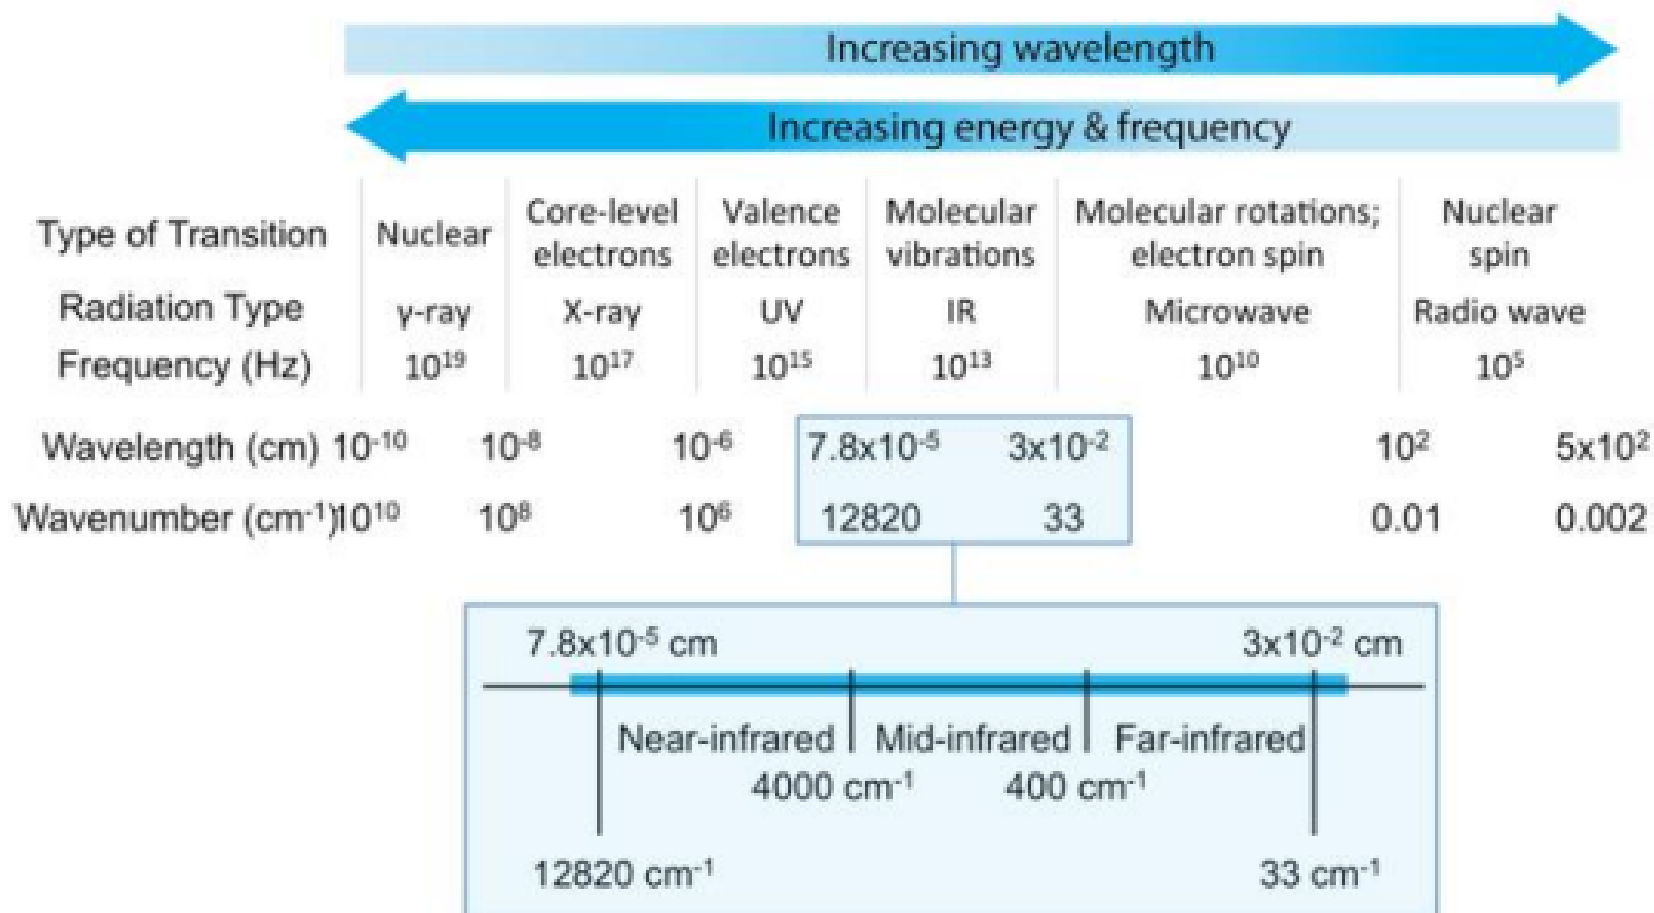 Increasing wavelength
Increasing energy & frequency
Type of Transition Nuclear Core-level electrons Valence electrons Molecular vibrations Molecular rotations; electron spin Nuclear spin
Radiation Type γ-ray X-ray UV IR Microwave Radio wave
Frequency (Hz) 10¹⁹ 10¹⁷ 10¹⁵ 10¹³ 10¹⁰ 10⁵
Wavelength (cm) 10⁻¹⁰ 10⁻⁸ 10⁻⁶ 7.8x10⁻⁵ 3x10⁻² 10² 5x10²
Wavenumber (cm⁻¹)10¹⁰ 10⁸ 10⁶ 12820 33 0.01 0.002
7.8x10⁻⁵ cm 3x10⁻² cm
Near-infrared Mid-infrared Far-infrared
4000 cm⁻¹ 400 cm⁻¹
12820 cm⁻¹ 33 cm⁻¹